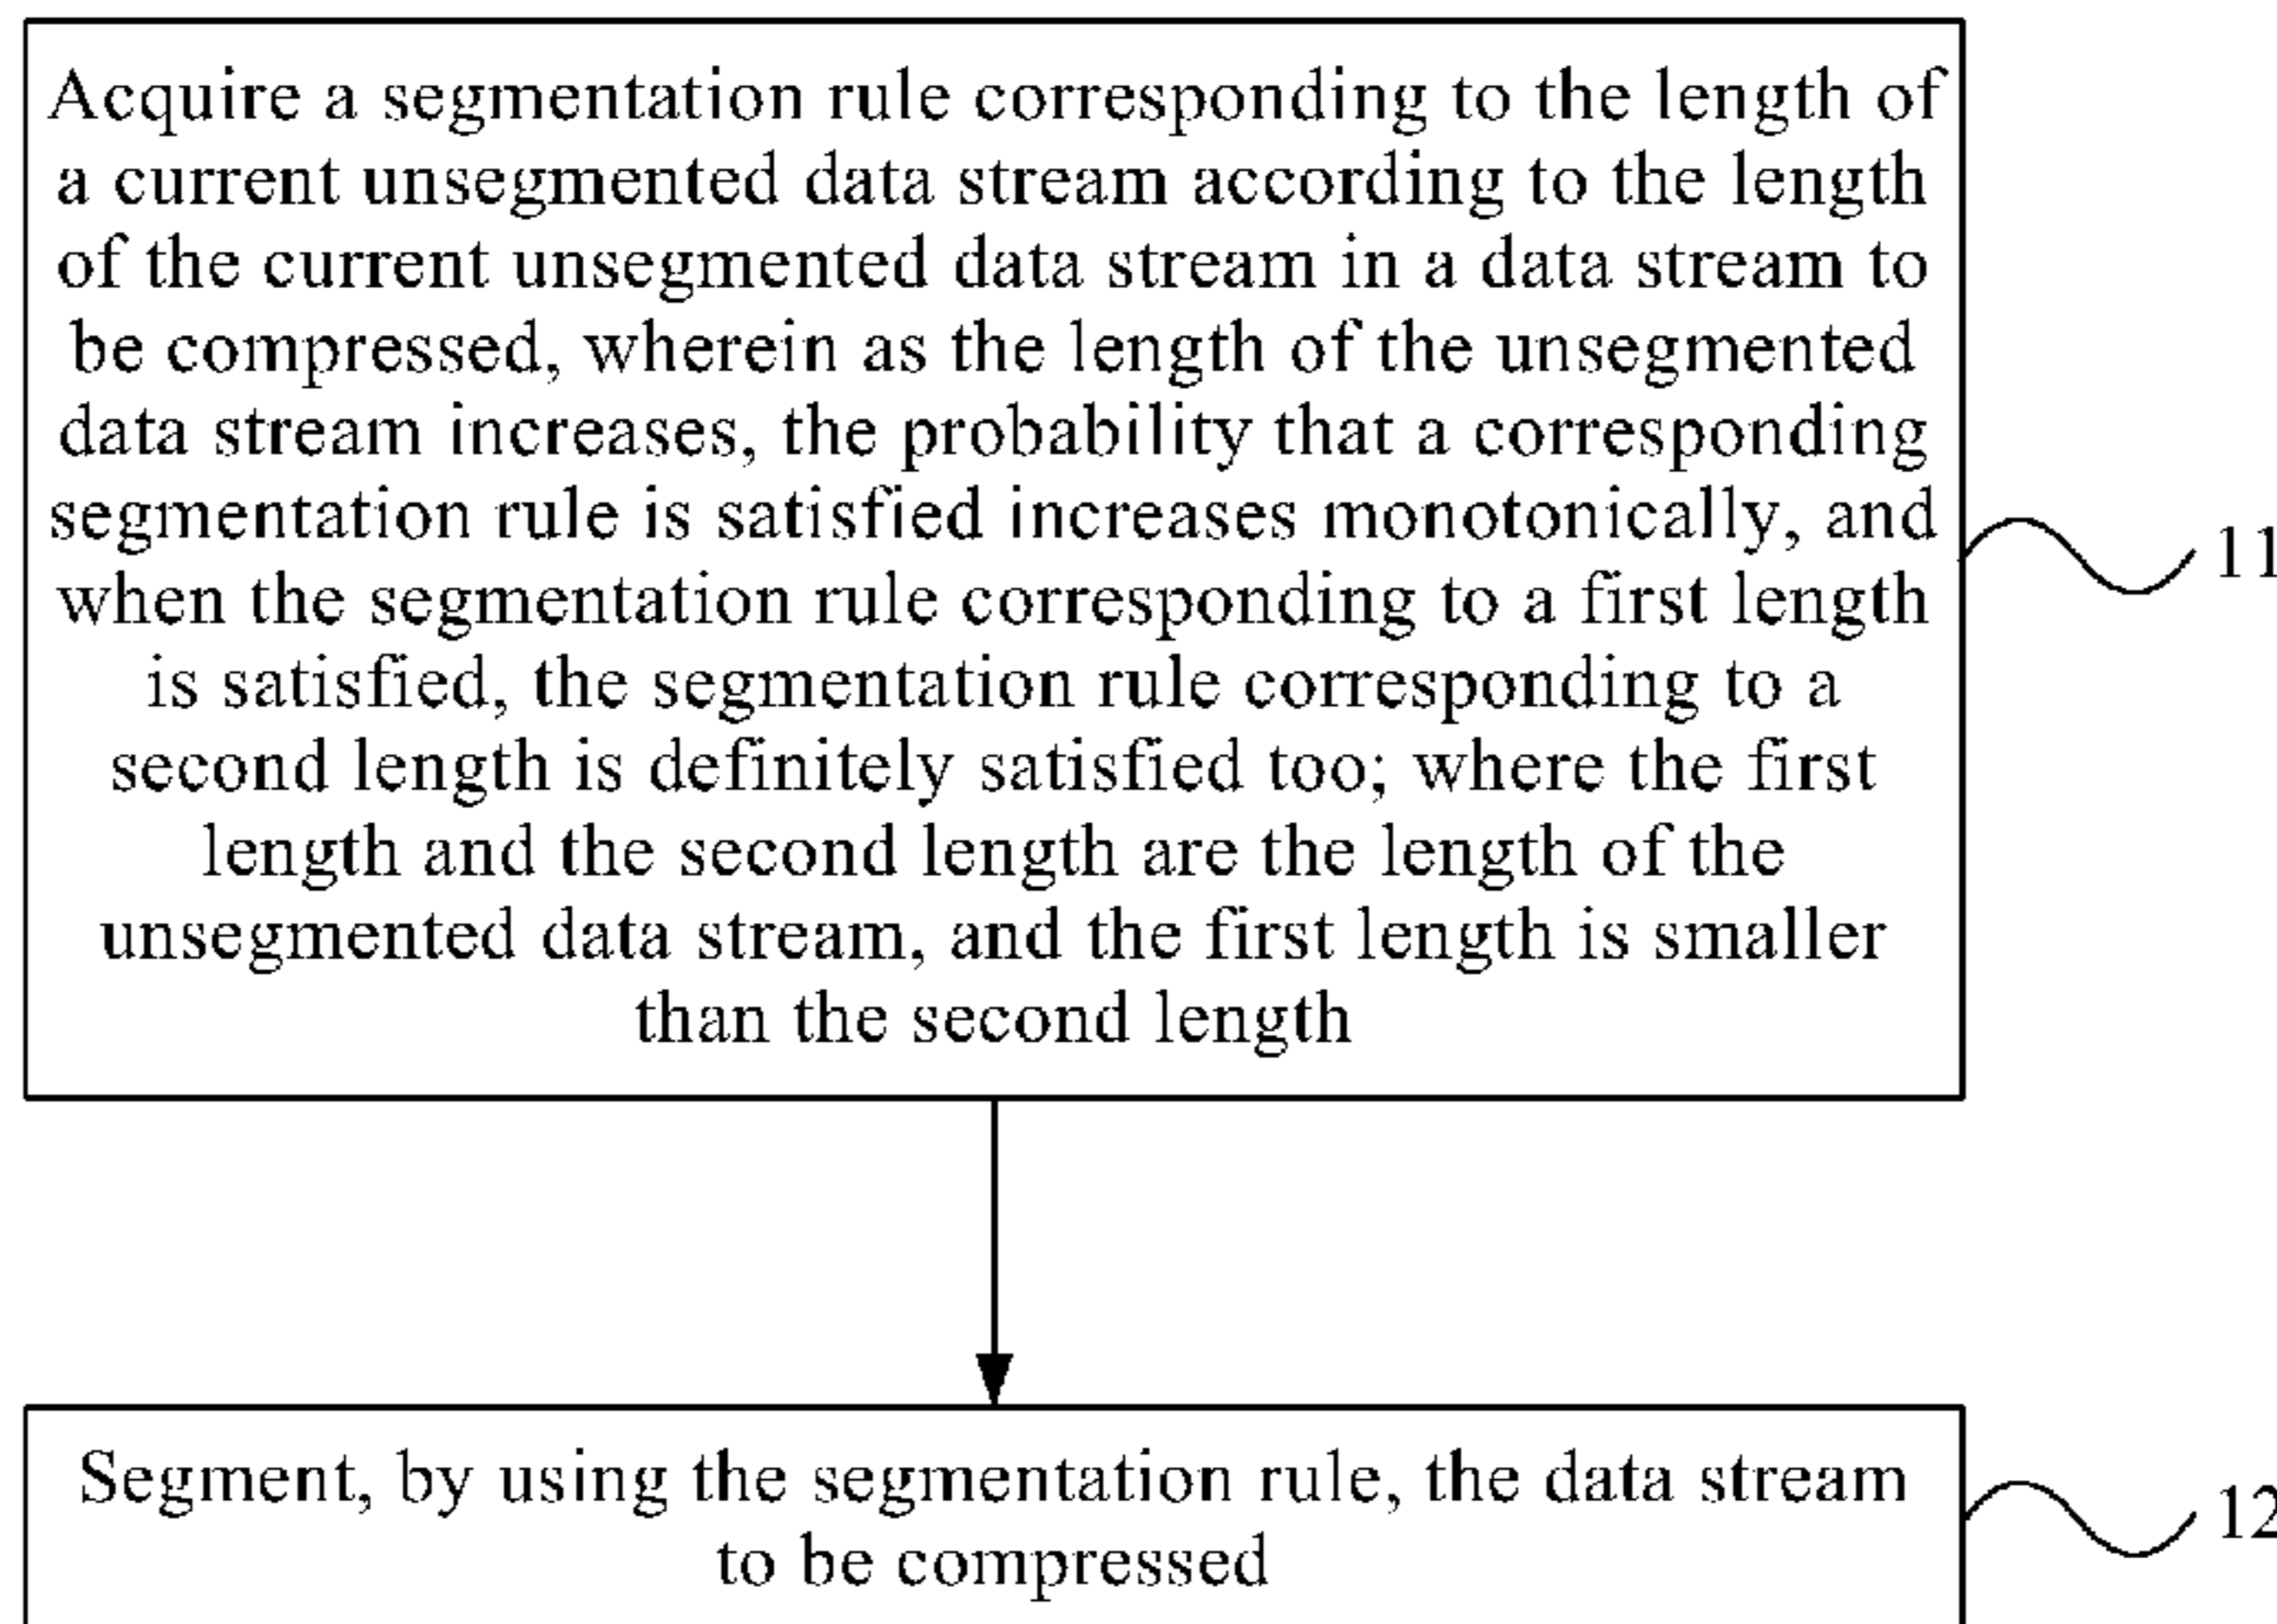 Acquire a segmentation rule corresponding to the length of
a current unsegmented data stream according to the length
of the current unsegmented data stream in a data stream to
be compressed, wherein as the length of the unsegmented
data stream increases, the probability that a corresponding
segmentation rule is satisfied increases monotonically, and
when the segmentation rule corresponding to a first length
is satisfied, the segmentation rule corresponding to a
second length is definitely satisfied too; where the first
length and the second length are the length of the
unsegmented data stream, and the first length is smaller
than the second length
11
Segment, by using the segmentation rule, the data stream
to be compressed
12